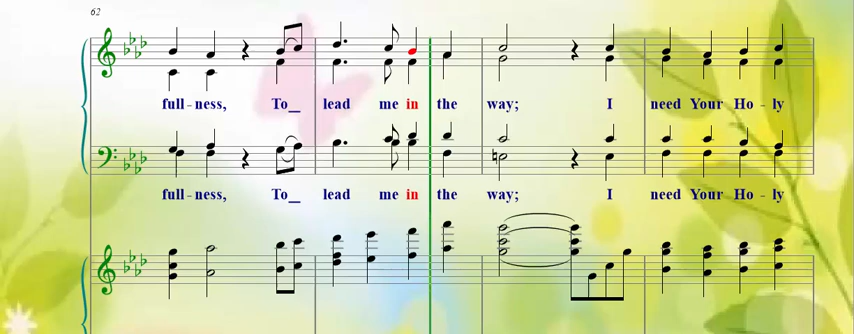 62
full - ness, To_ lead me in the way; I need Your Ho - ly
full - ness, To_ lead me in the way; I need Your Ho - ly